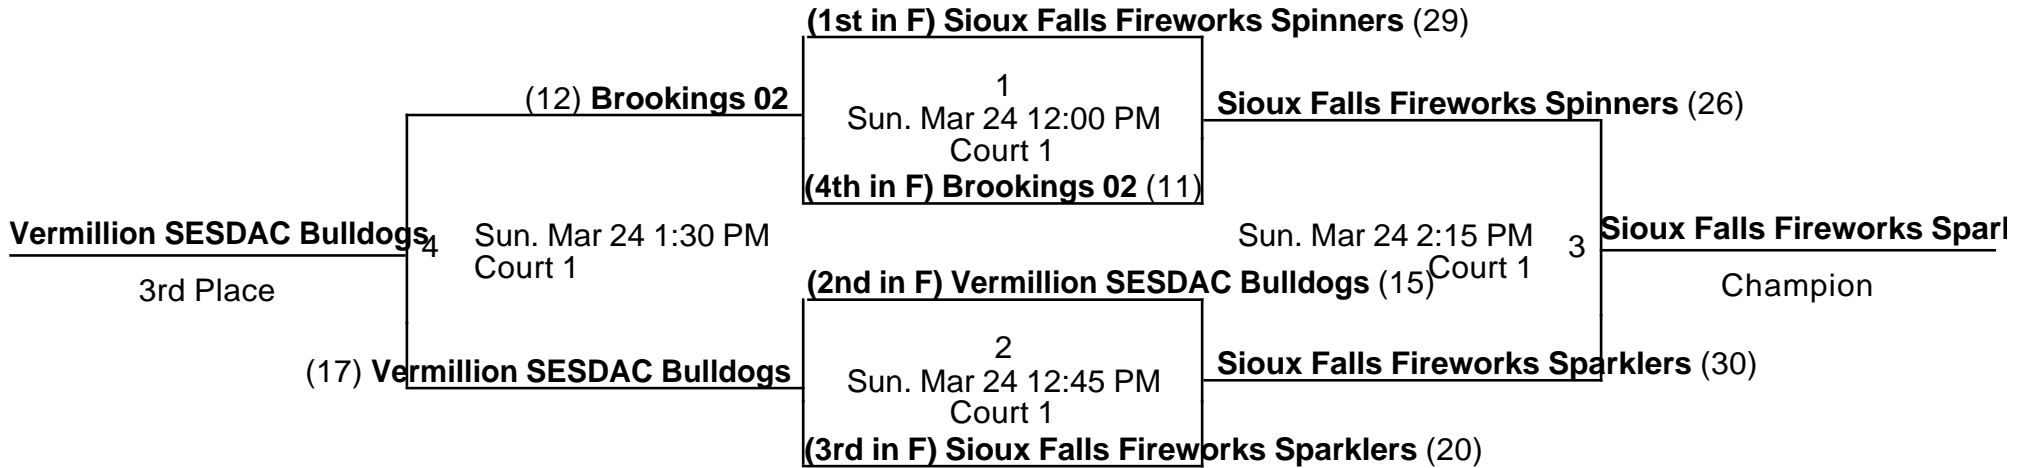 (1st in F) Sioux Falls Fireworks Spinners (29)
(12) Brookings 02
1
Sun. Mar 24 12:00 PM
Court 1
Sioux Falls Fireworks Spinners (26)
(4th in F) Brookings 02 (11)
Vermillion SESDAC Bulldogs
4
Sun. Mar 24 1:30 PM
Court 1
3rd Place
Sun. Mar 24 2:15 PM
Court 1
3
Sioux Falls Fireworks Sparl
Champion
(2nd in F) Vermillion SESDAC Bulldogs (15)
(17) Vermillion SESDAC Bulldogs
2
Sun. Mar 24 12:45 PM
Court 1
Sioux Falls Fireworks Sparklers (30)
(3rd in F) Sioux Falls Fireworks Sparklers (20)